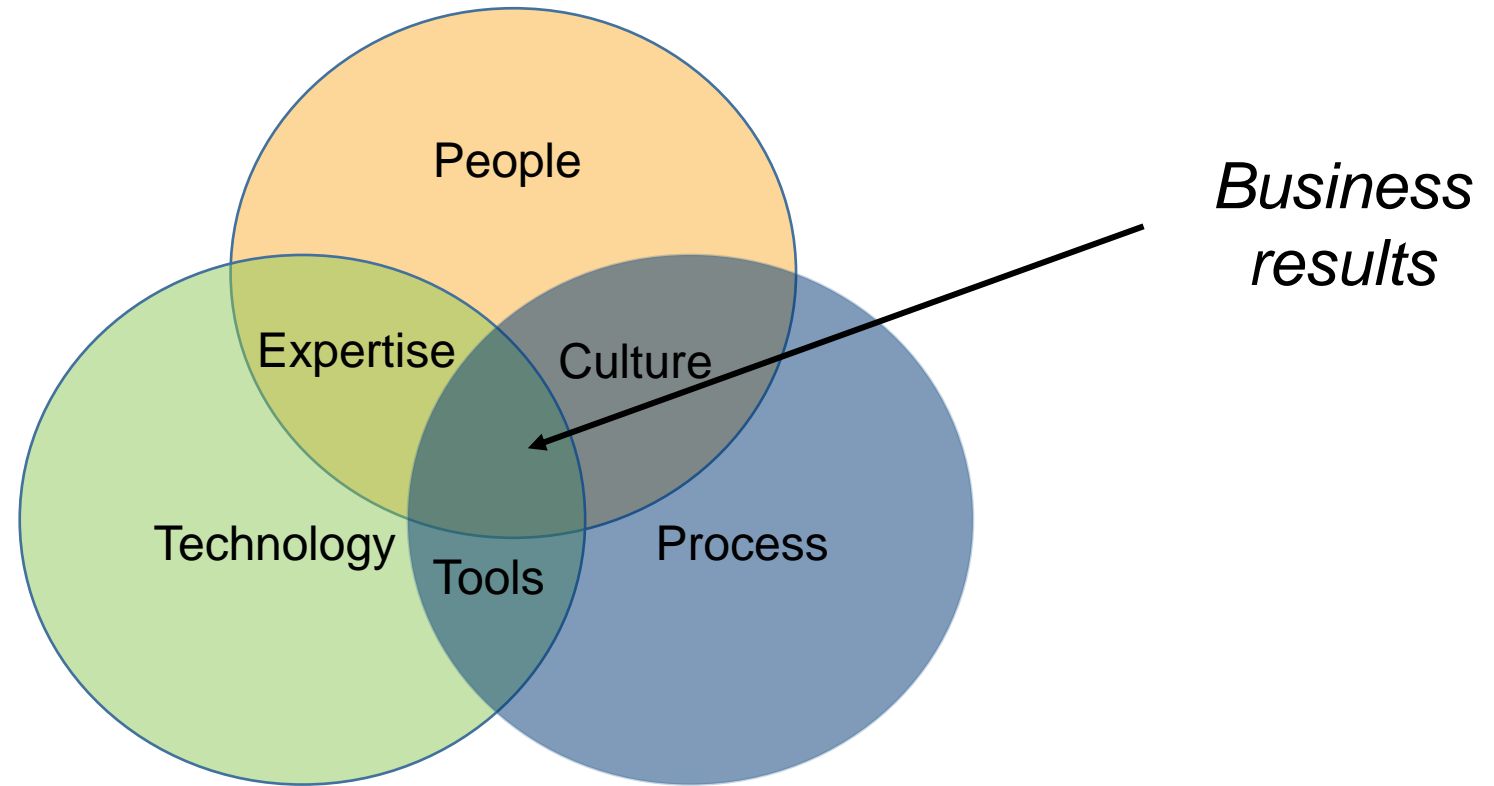 People
Business
results
Expertise
Culture
Technology
Process
Tools